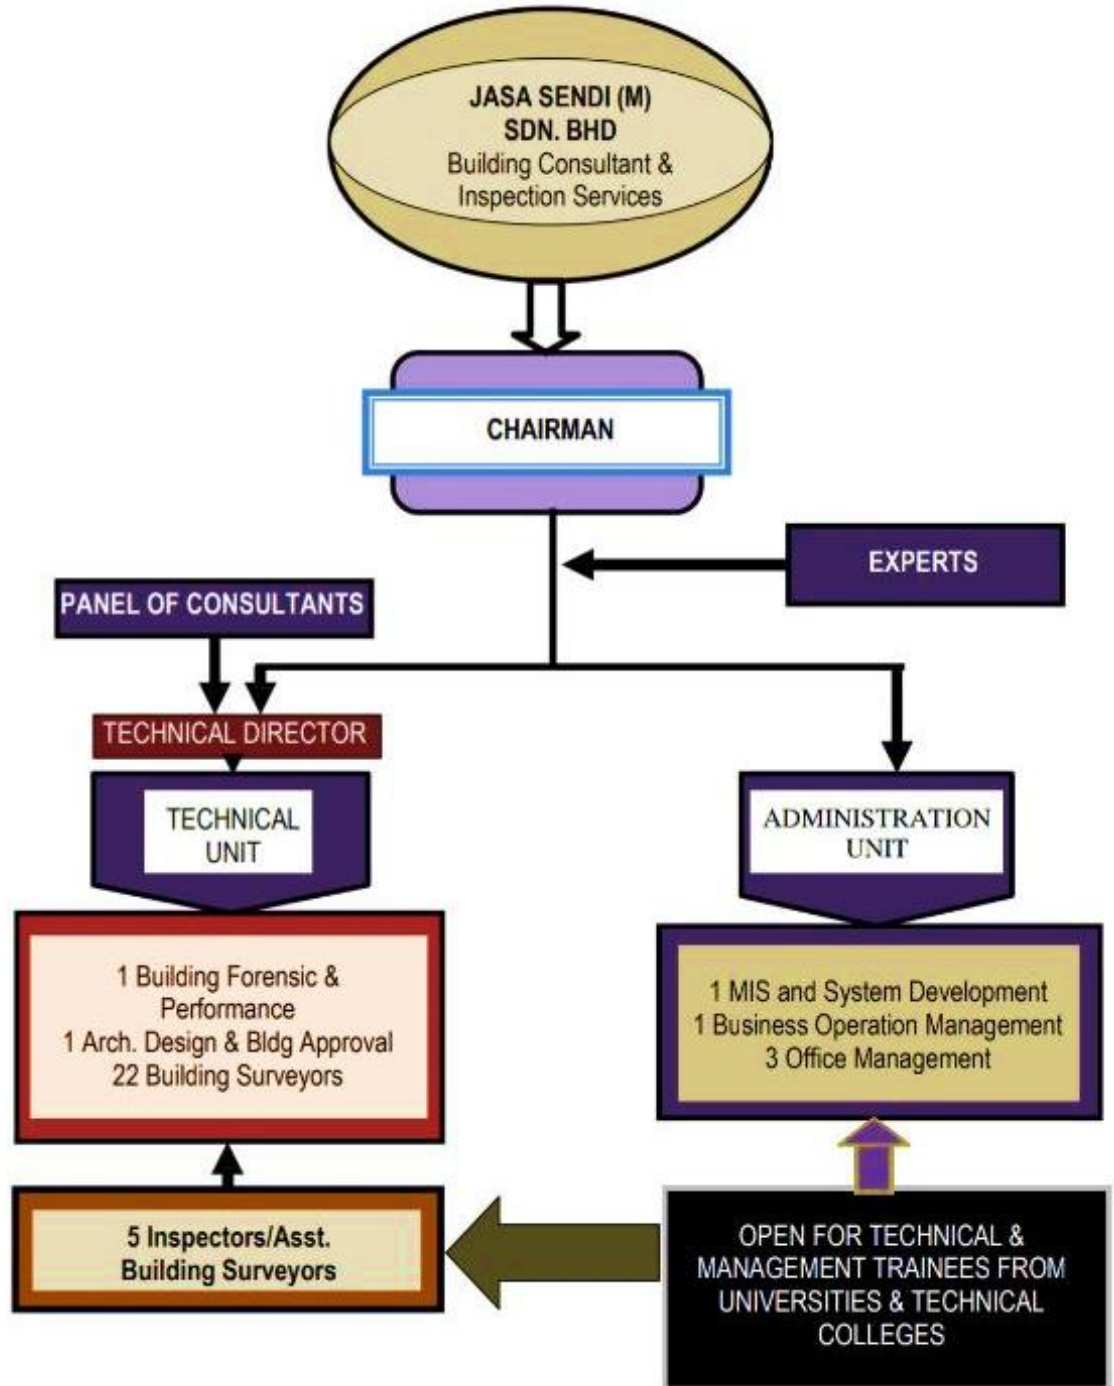 JASA SENDI (M)
SDN. BHD
Building Consultant &
Inspection Services
CHAIRMAN
EXPERTS
PANEL OF CONSULTANTS
TECHNICAL DIRECTOR
TECHNICAL
UNIT
ADMINISTRATION
UNIT
1 Building Forensic &
Performance
1 Arch. Design & Bldg Approval
22 Building Surveyors
1 MIS and System Development
1 Business Operation Management
3 Office Management
5 Inspectors/Asst.
Building Surveyors
OPEN FOR TECHNICAL &
MANAGEMENT TRAINEES FROM
UNIVERSITIES & TECHNICAL
COLLEGES